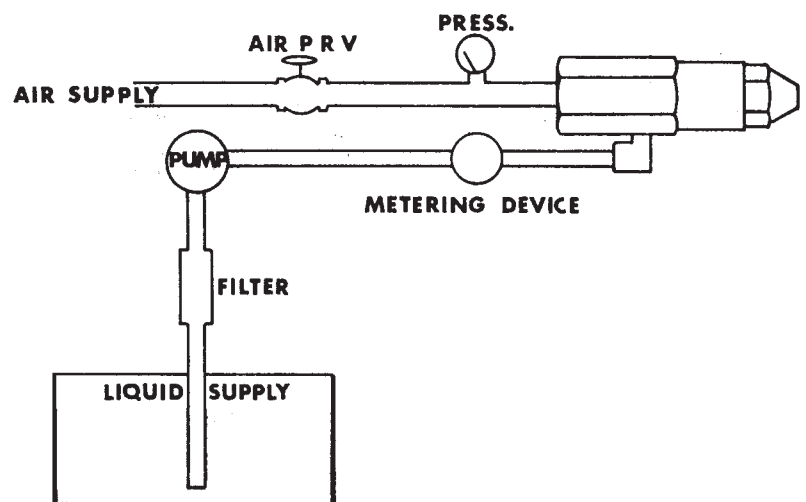 PRESS.
AIR P R V
AIR SUPPLY
PUMP
METERING DEVICE
FILTER
LIQUID SUPPLY